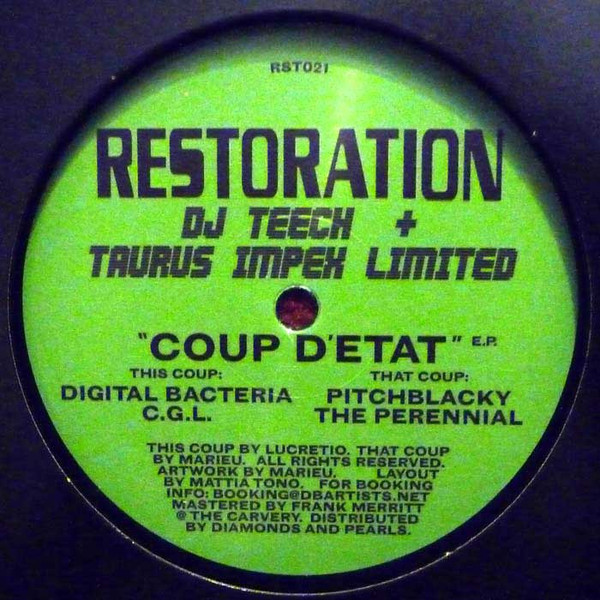 RST021
RESTORATION
DJ TEECH +
TAURUS IMPEX LIMITED
"COUP D'ETAT" E.P.
THIS COUP: THAT COUP:
DIGITAL BACTERIA PITCHBLACKY
C.G.L. THE PERENNIAL
THIS COUP BY LUCRETIO. THAT COUP
BY MARIEU. ALL RIGHTS RESERVED.
ARTWORK BY MARIEU. LAYOUT
BY MATTIA TONO. FOR BOOKING
INFO: BOOKING@DBARTISTS.NET
MASTERED BY FRANK MERRITT
@ THE CARVERY. DISTRIBUTED
BY DIAMONDS AND PEARLS.